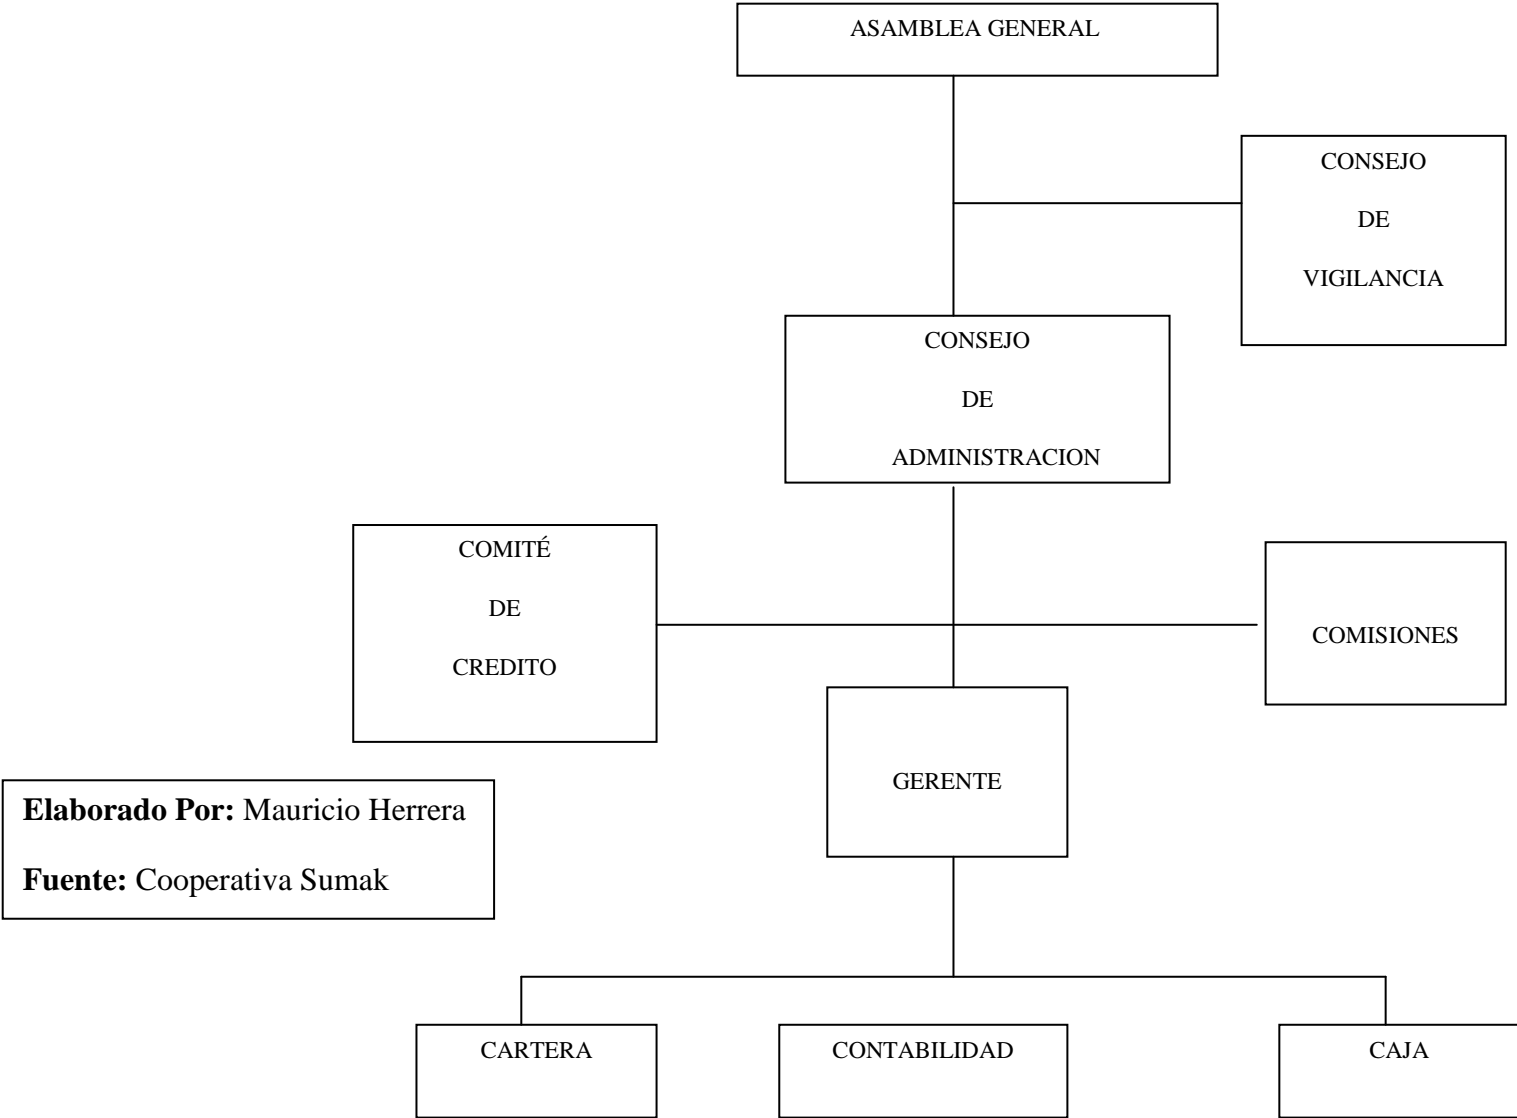 ASAMBLEA GENERAL
CONSEJO
DE
VIGILANCIA
CONSEJO
DE
ADMINISTRACION
COMITÉ
DE
CREDITO
COMISIONES
GERENTE
Elaborado Por: Mauricio Herrera
Fuente: Cooperativa Sumak
CARTERA
CONTABILIDAD
CAJA